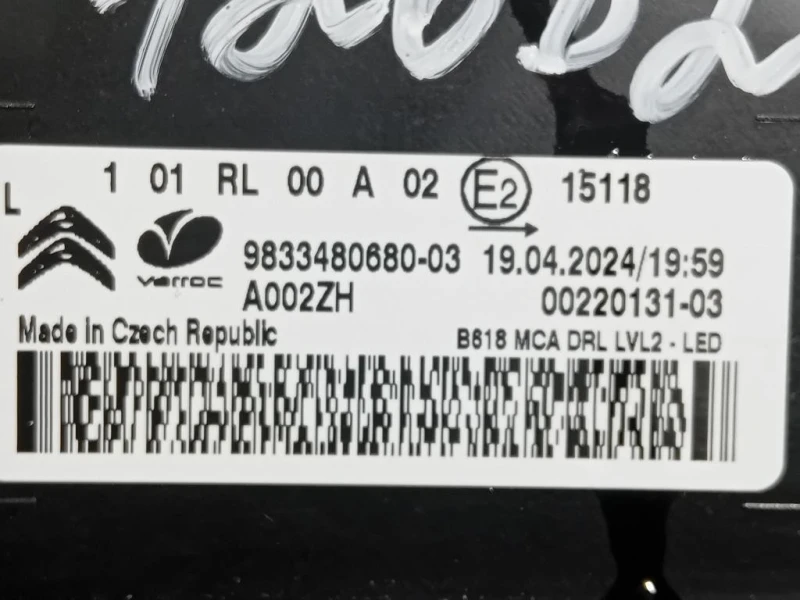 1 01 RL 00 A 02 E2 15118
L
varroc 9833480680-03 19.04.2024/19:59
A002ZH 00220131-03
Made In Czech Republic B618 MCA DRL LVL2 - LED